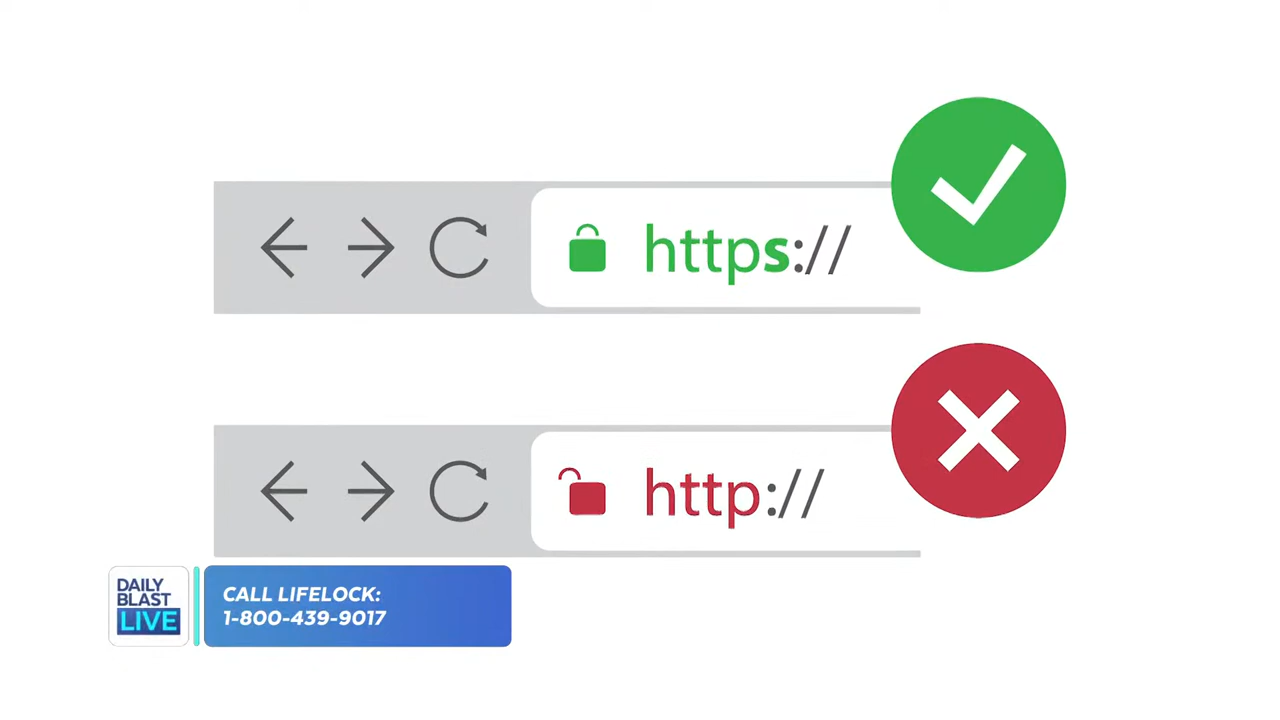 https://
http://
DAILY
BLAST
LIVE
CALL LIFELOCK:
1-800-439-9017